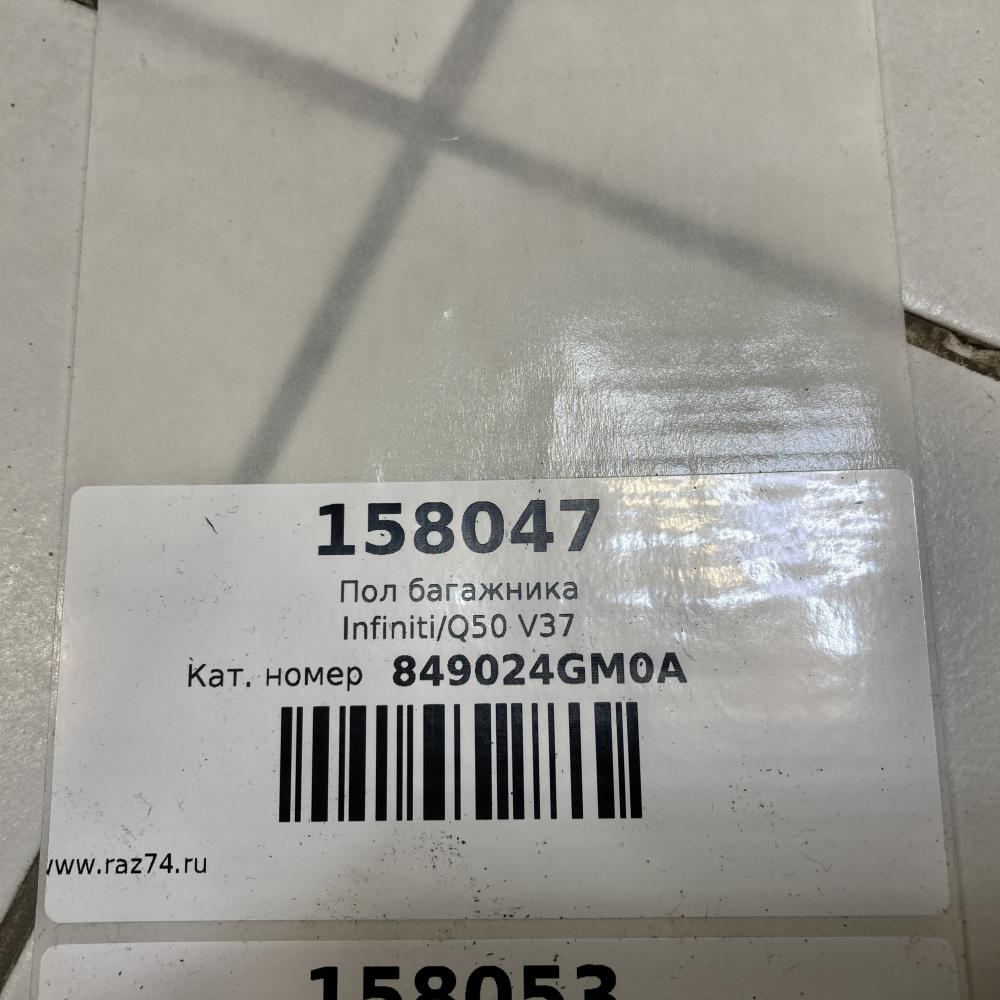 158047
Пол багажника
Infiniti/Q50 V37
Кат. номер 849024GM0A
www.raz74.ru
158053